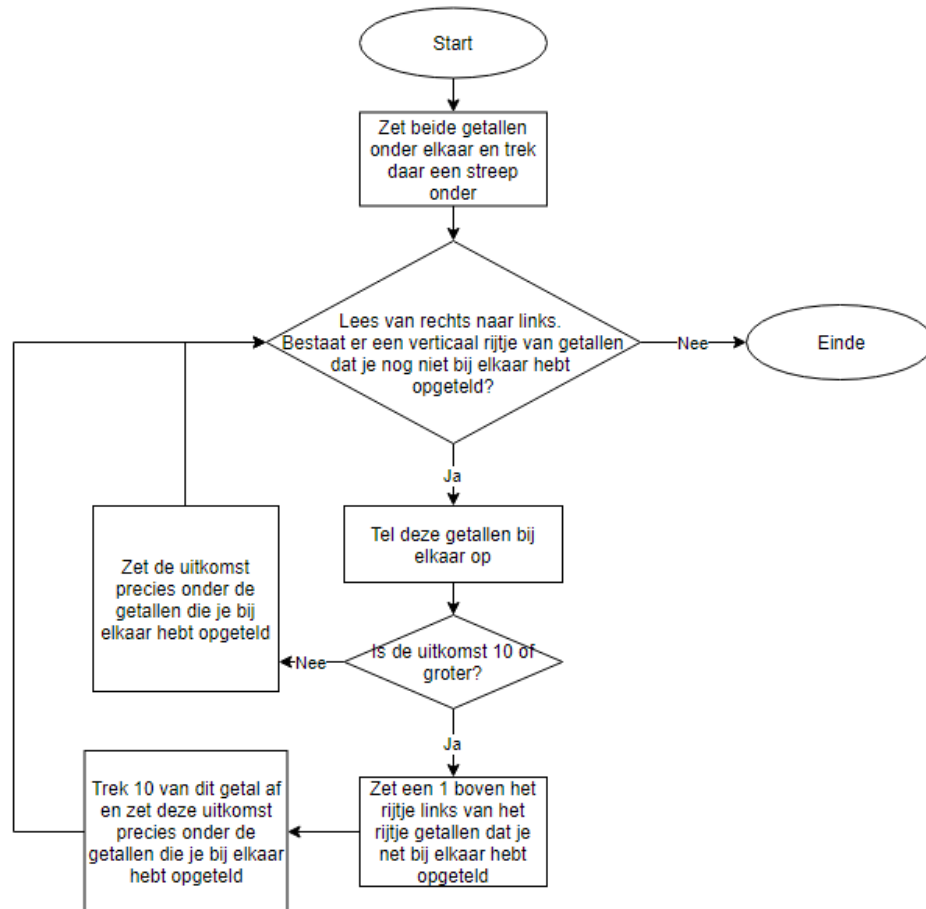 Start
Zet beide getallen
onder elkaar en trek
daar een streep
onder
Lees van rechts naar links.
Bestaat er een verticaal rijtje van getallen
dat je nog niet bij elkaar hebt
opgeteld?
Nee
Einde
Ja
Tel deze getallen bij
elkaar op
Zet de uitkomst
precies onder de
getallen die je bij
elkaar hebt opgeteld
Is de uitkomst 10 of
groter?
Nee
Ja
Zet een 1 boven het
rijtje links van het
rijtje getallen dat je
net bij elkaar hebt
opgeteld
Trek 10 van dit getal af
en zet deze uitkomst
precies onder de
getallen die je bij
elkaar hebt opgeteld